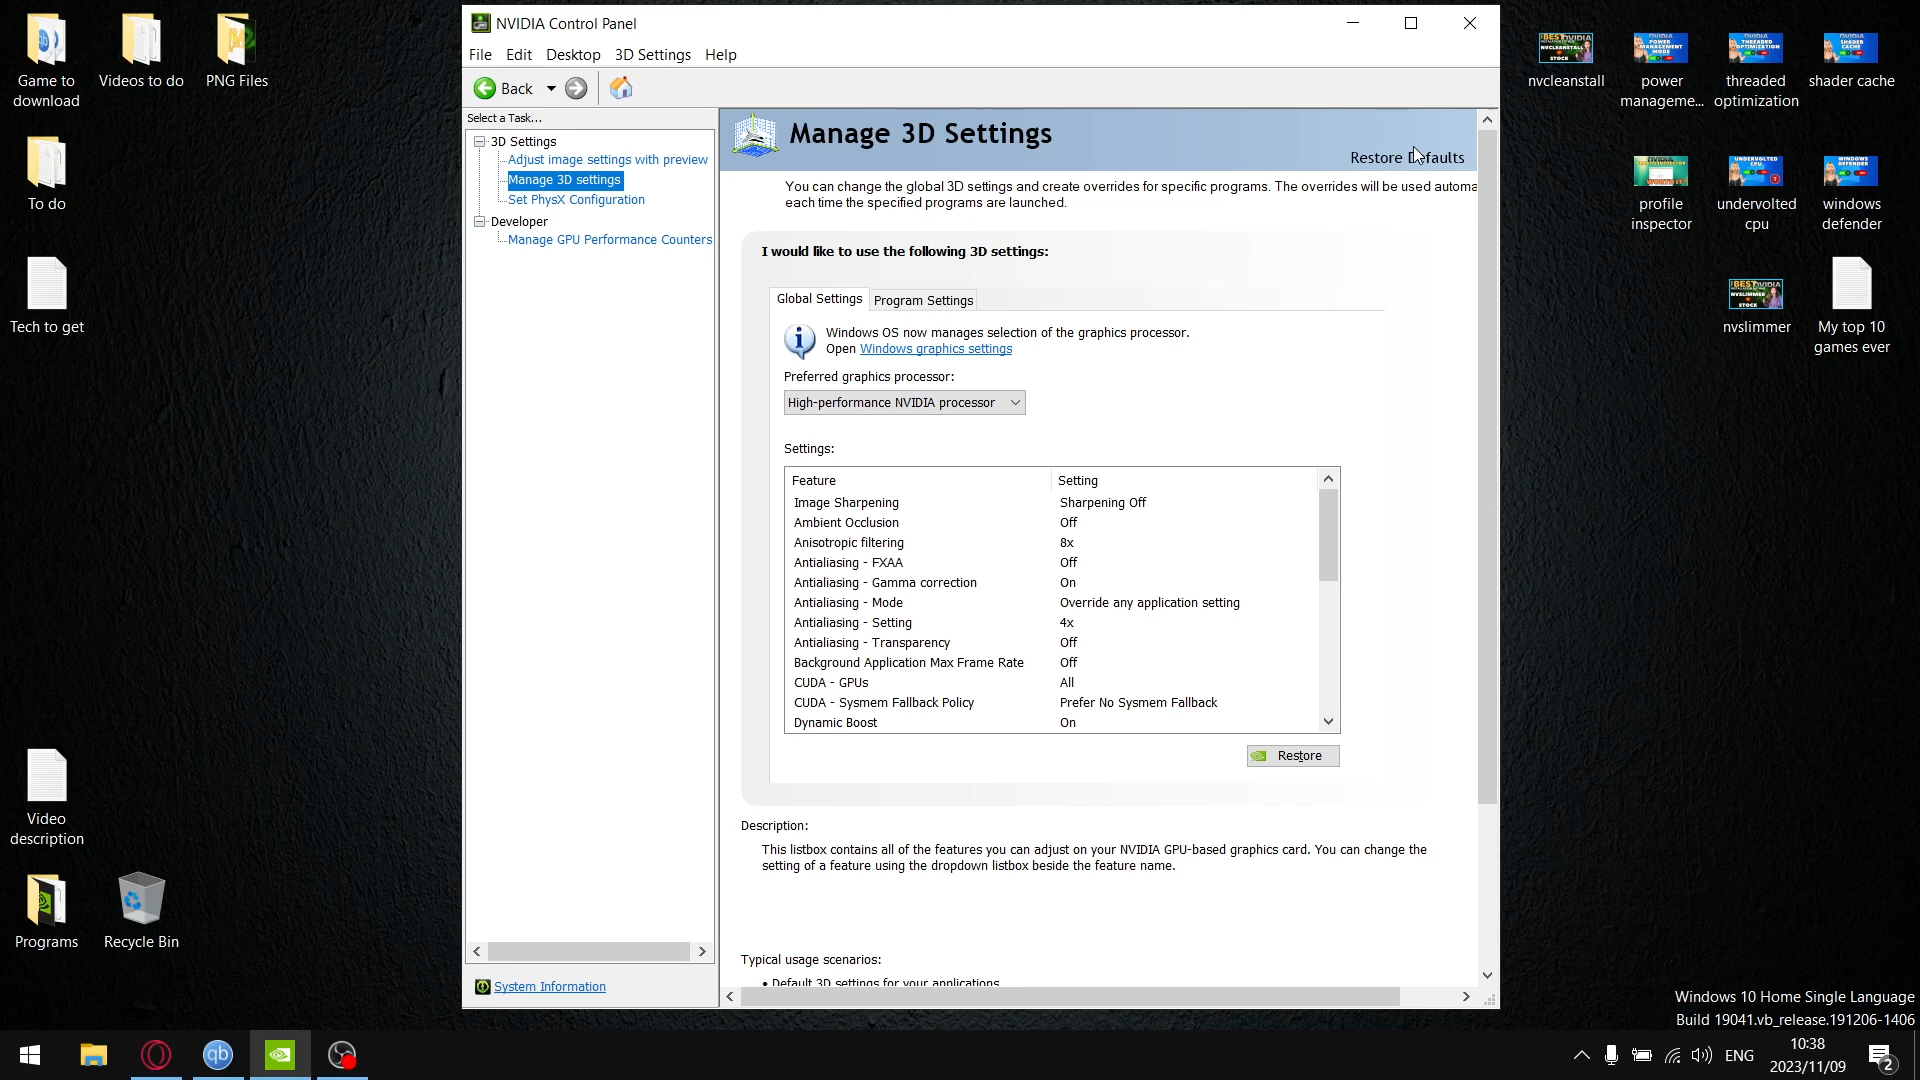 Game to
download
Videos to do
PNG Files
To do
Tech to get
Video
description
Programs
Recycle Bin
NVIDIA Control Panel
File Edit Desktop 3D Settings Help
Back
Select a Task...
3D Settings
Adjust image settings with preview
Manage 3D settings
Set PhysX Configuration
Developer
Manage GPU Performance Counters
System Information
Manage 3D Settings
Restore Defaults
You can change the global 3D settings and create overrides for specific programs. The overrides will be used automa
each time the specified programs are launched.
I would like to use the following 3D settings:
Global Settings Program Settings
Windows OS now manages selection of the graphics processor.
Open Windows graphics settings
Preferred graphics processor:
High-performance NVIDIA processor
Settings:
Feature Setting
Image Sharpening Sharpening Off
Ambient Occlusion Off
Anisotropic filtering 8x
Antialiasing - FXAA Off
Antialiasing - Gamma correction On
Antialiasing - Mode Override any application setting
Antialiasing - Setting 4x
Antialiasing - Transparency Off
Background Application Max Frame Rate Off
CUDA - GPUs All
CUDA - Sysmem Fallback Policy Prefer No Sysmem Fallback
Dynamic Boost On
Restore
Description:
This listbox contains all of the features you can adjust on your NVIDIA GPU-based graphics card. You can change the
setting of a feature using the dropdown listbox beside the feature name.
Typical usage scenarios:
• Default 3D settings for your applications
nvcleanstall
power
manageme...
threaded
optimization
shader cache
profile
inspector
undervolted
cpu
windows
defender
nvslimmer
My top 10
games ever
Windows 10 Home Single Language
Build 19041.vb_release.191206-1406
qb
ENG
10:38
2023/11/09
2